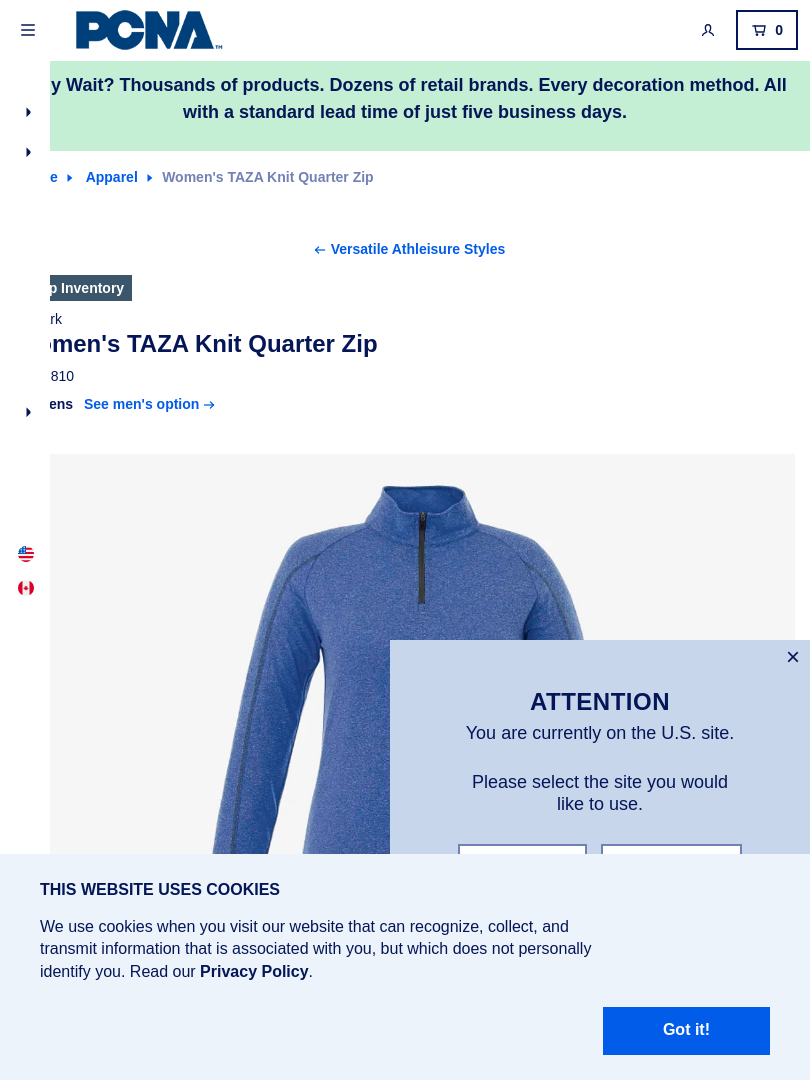 PCNA
0
y Wait? Thousands of products. Dozens of retail brands. Every decoration method. All
with a standard lead time of just five business days.
e Apparel Women's TAZA Knit Quarter Zip
Versatile Athleisure Styles
p Inventory
rk
omen's TAZA Knit Quarter Zip
810
ens See men's option
ATTENTION
You are currently on the U.S. site.
Please select the site you would
like to use.
THIS WEBSITE USES COOKIES
We use cookies when you visit our website that can recognize, collect, and
transmit information that is associated with you, but which does not personally
identify you. Read our Privacy Policy.
Got it!